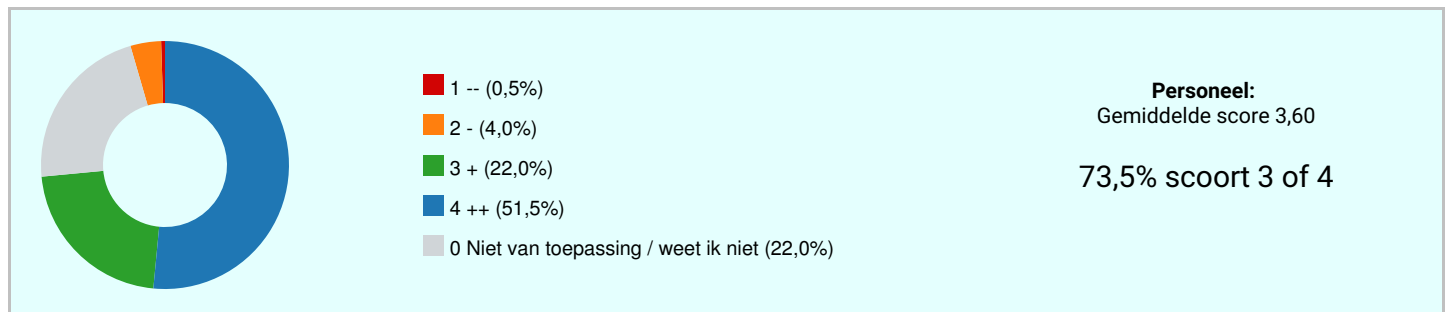 1 -- (0,5%)
2 - (4,0%)
3 + (22,0%)
4 ++ (51,5%)
0 Niet van toepassing / weet ik niet (22,0%)
Personeel:
Gemiddelde score 3,60
73,5% scoort 3 of 4